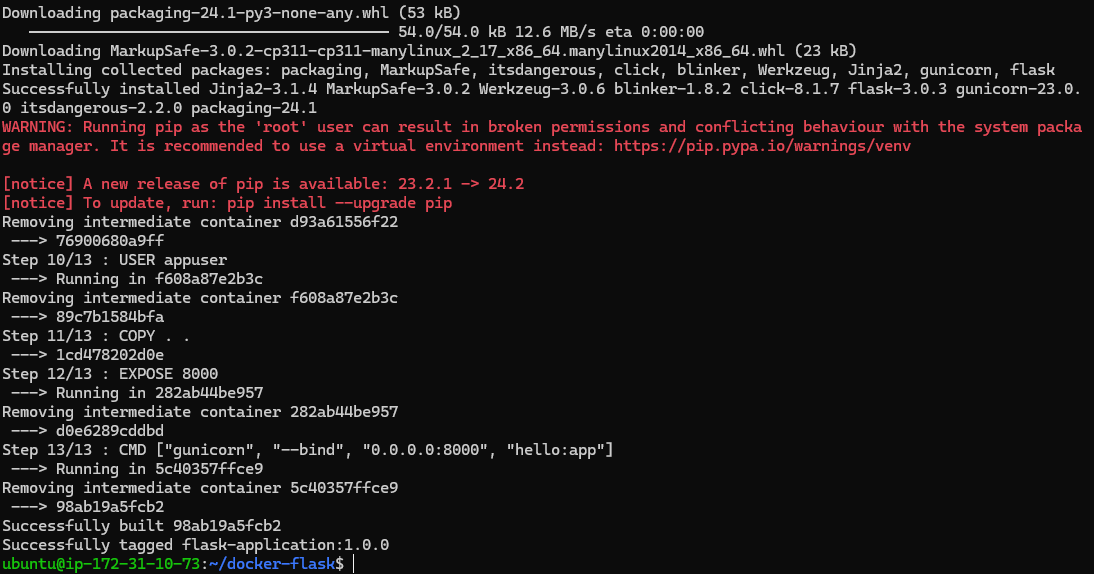 Downloading packaging-24.1-py3-none-any.whl (53 kB)
54.0/54.0 kB 12.6 MB/s eta 0:00:00
Downloading MarkupSafe-3.0.2-cp311-cp311-manylinux_2_17_x86_64.manylinux2014_x86_64.whl (23 kB)
Installing collected packages: packaging, MarkupSafe, itsdangerous, click, blinker, Werkzeug, Jinja2, gunicorn, flask
Successfully installed Jinja2-3.1.4 MarkupSafe-3.0.2 Werkzeug-3.0.6 blinker-1.8.2 click-8.1.7 flask-3.0.3 gunicorn-23.0.
0 itsdangerous-2.2.0 packaging-24.1
WARNING: Running pip as the 'root' user can result in broken permissions and conflicting behaviour with the system packa
ge manager. It is recommended to use a virtual environment instead: https://pip.pypa.io/warnings/venv
[notice] A new release of pip is available: 23.2.1 -> 24.2
[notice] To update, run: pip install --upgrade pip
Removing intermediate container d93a61556f22
---> 76900680a9ff
Step 10/13 : USER appuser
---> Running in f608a87e2b3c
Removing intermediate container f608a87e2b3c
---> 89c7b1584bfa
Step 11/13 : COPY . .
---> 1cd478202d0e
Step 12/13 : EXPOSE 8000
---> Running in 282ab44be957
Removing intermediate container 282ab44be957
---> d0e6289cddbd
Step 13/13 : CMD ["gunicorn", "--bind", "0.0.0.0:8000", "hello:app"]
---> Running in 5c40357ffce9
Removing intermediate container 5c40357ffce9
---> 98ab19a5fcb2
Successfully built 98ab19a5fcb2
Successfully tagged flask-application:1.0.0
ubuntu@ip-172-31-10-73:~/docker-flask$